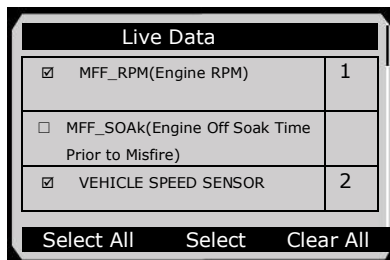 Live Data
☑ MFF_RPM(Engine RPM) 1
☐ MFF_SOAk(Engine Off Soak Time
Prior to Misfire)
☑ VEHICLE SPEED SENSOR 2
Select All Select Clear All